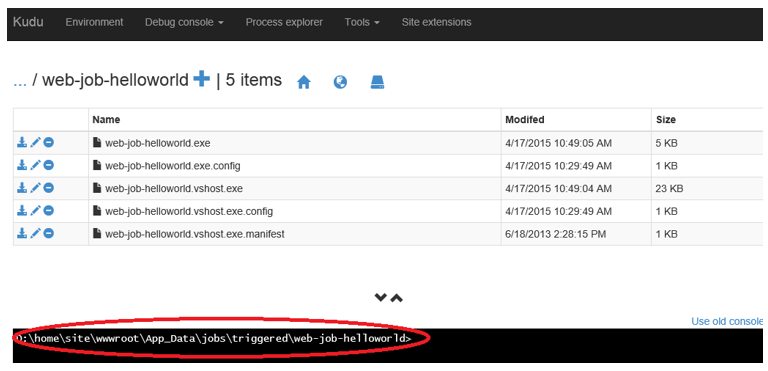 Kudu Environment Debug console Process explorer Tools Site extensions
... / web-job-helloworld + | 5 items
Name Modifed Size
web-job-helloworld.exe 4/17/2015 10:49:05 AM 5 KB
web-job-helloworld.exe.config 4/17/2015 10:29:49 AM 1 KB
web-job-helloworld.vshost.exe 4/17/2015 10:49:04 AM 23 KB
web-job-helloworld.vshost.exe.config 4/17/2015 10:29:49 AM 1 KB
web-job-helloworld.vshost.exe.manifest 6/18/2013 2:28:15 PM 1 KB
Use old console
D:\home\site\wwwroot\App_Data\jobs\triggered\web-job-helloworld>